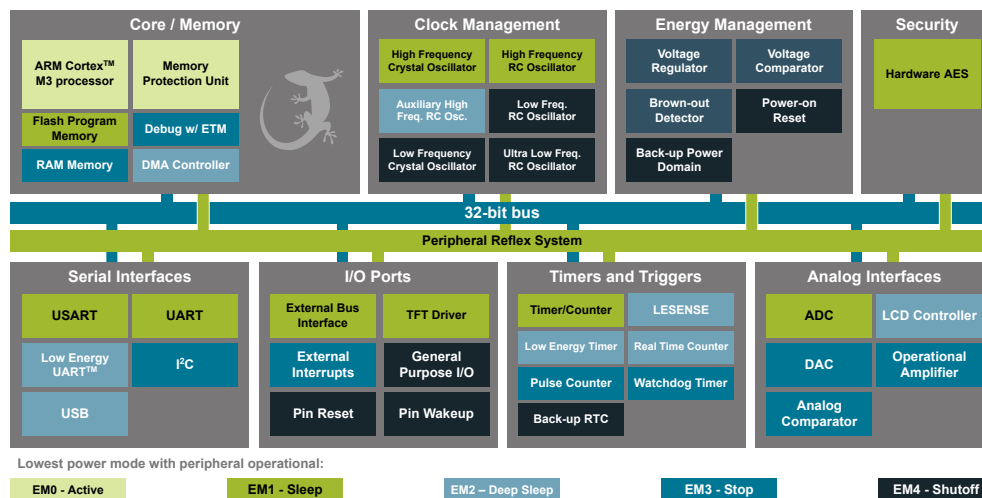 Core / Memory
ARM Cortex™
M3 processor
Memory
Protection Unit
Flash Program
Memory
Debug w/ ETM
RAM Memory
DMA Controller
Clock Management
High Frequency
Crystal Oscillator
High Frequency
RC Oscillator
Auxiliary High
Freq. RC Osc.
Low Freq.
RC Oscillator
Low Frequency
Crystal Oscillator
Ultra Low Freq.
RC Oscillator
Energy Management
Voltage
Regulator
Voltage
Comparator
Brown-out
Detector
Power-on
Reset
Back-up Power
Domain
Security
Hardware AES
32-bit bus
Peripheral Reflex System
Serial Interfaces
USART
UART
Low Energy
UART™
I²C
USB
I/O Ports
External Bus
Interface
TFT Driver
External
Interrupts
General
Purpose I/O
Pin Reset
Pin Wakeup
Timers and Triggers
Timer/Counter
LESENSE
Low Energy Timer
Real Time Counter
Pulse Counter
Watchdog Timer
Back-up RTC
Analog Interfaces
ADC
LCD Controller
DAC
Operational
Amplifier
Analog
Comparator
Lowest power mode with peripheral operational:
EM0 - Active
EM1 - Sleep
EM2 – Deep Sleep
EM3 - Stop
EM4 - Shutoff